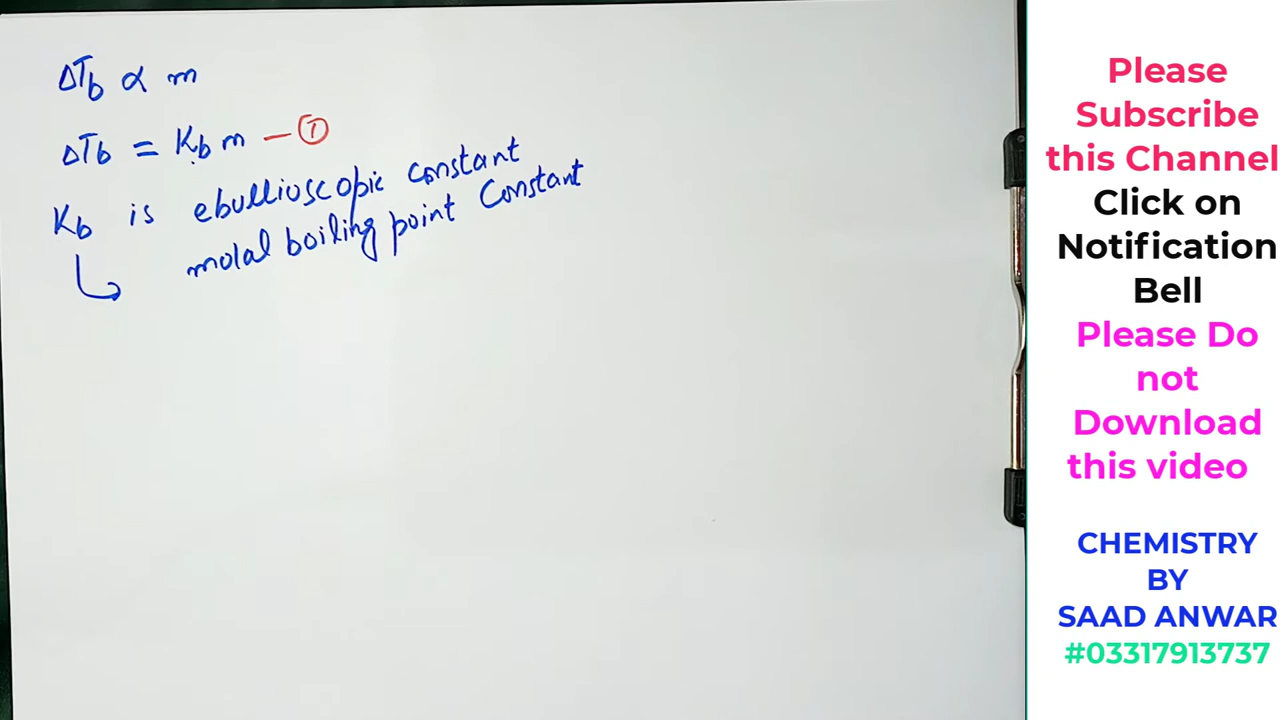 ΔTb ∝ m
ΔTb = Kb m — ①
Kb is ebullioscopic constant
molal boiling point Constant
Please
Subscribe
this Channel
Click on
Notification
Bell
Please Do
not
Download
this video
CHEMISTRY
BY
SAAD ANWAR
#03317913737